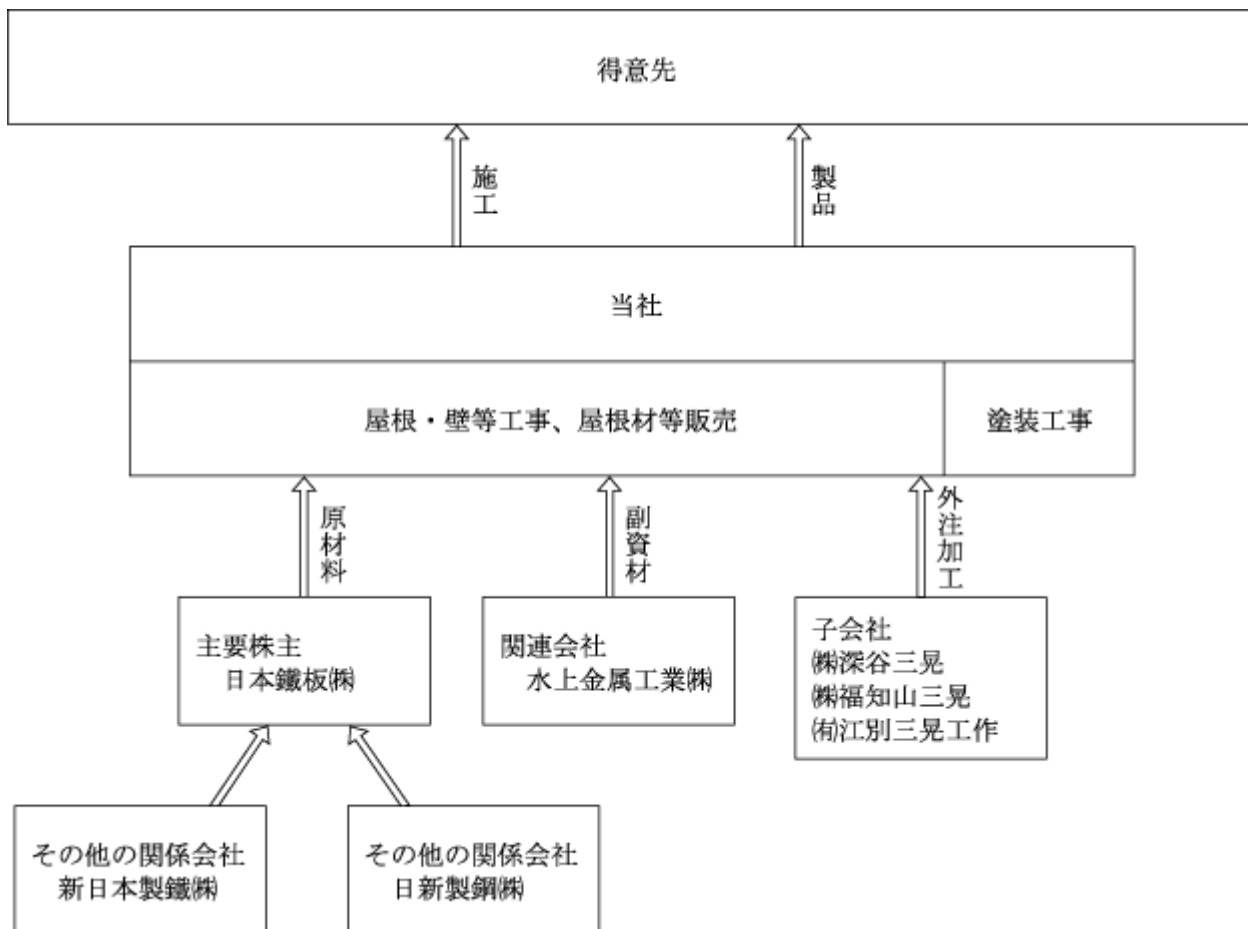 得意先
施工
製品
当社
屋根・壁等工事、屋根材等販売
塗装工事
原材料
副資材
外注加工
主要株主
日本鐵板㈱
関連会社
水上金属工業㈱
子会社
㈱深谷三晃
㈱福知山三晃
㈲江別三晃工作
その他の関係会社
新日本製鐵㈱
その他の関係会社
日新製鋼㈱